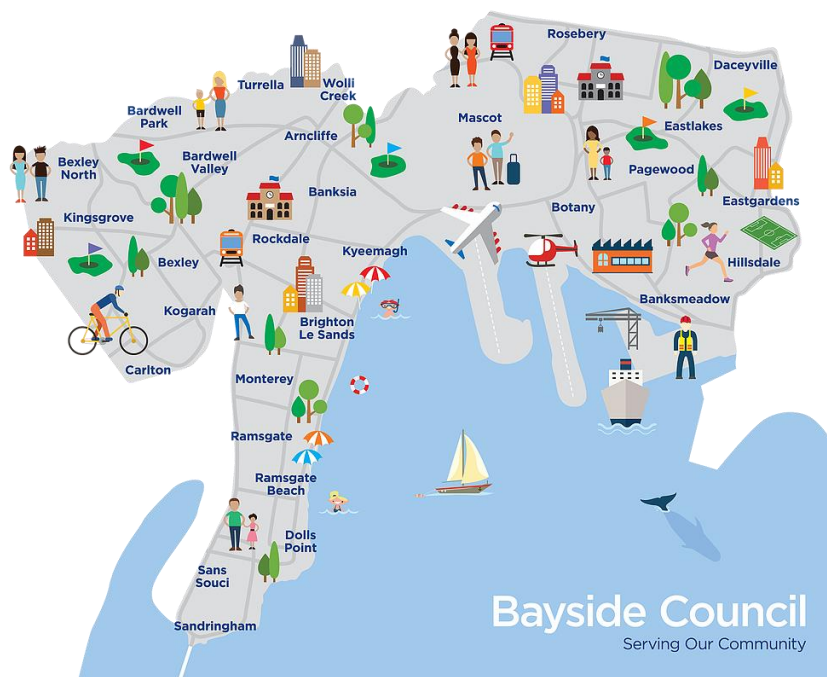 Rosebery
Daceyville
Turrella
Wolli
Creek
Bardwell
Park
Mascot
Eastlakes
Arncliffe
Bexley
North
Bardwell
Valley
Pagewood
Banksia
Eastgardens
Botany
Kingsgrove
Rockdale
Kyeemagh
Bexley
Hillsdale
Banksmeadow
Kogarah
Brighton
Le Sands
Carlton
Monterey
Ramsgate
Ramsgate
Beach
Dolls
Point
Sans
Souci
Sandringham
Bayside Council
Serving Our Community